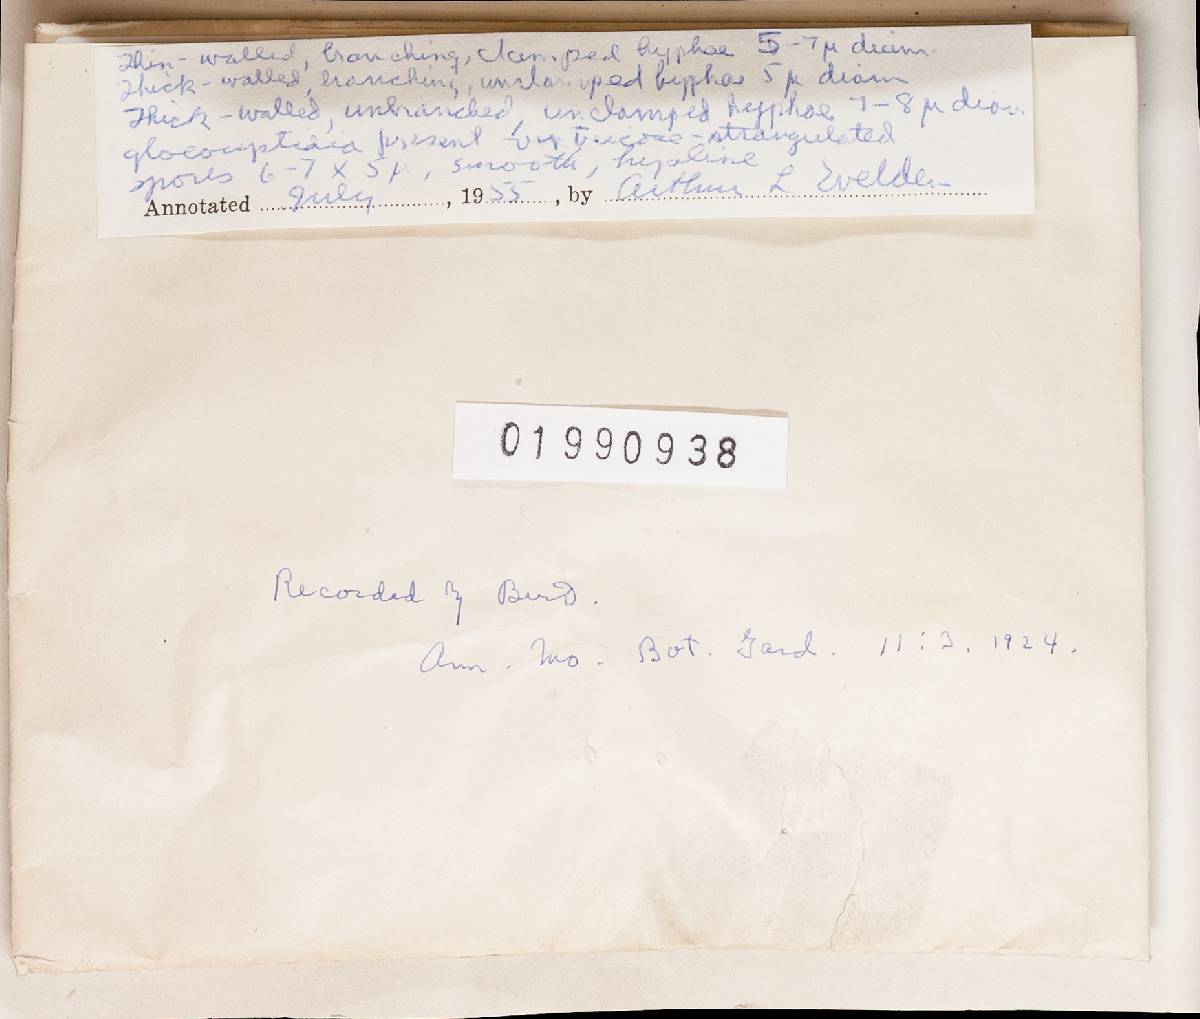 Thin-walled, branching, clamped hyphae 5-7µ diam.
Thick-walled, branching, unclamped hyphae 5µ diam
Thick-walled, unbranched, unclamped hyphae 7-8µ diam.
gloeocystidia present ventricose-strangulated
spores 6-7 x 5µ, smooth, hyaline
Annotated July, 1955, by Arthur L Welden
01990938
Recorded by Burt.
Ann. Mo. Bot. Gard. 11:3. 1924.